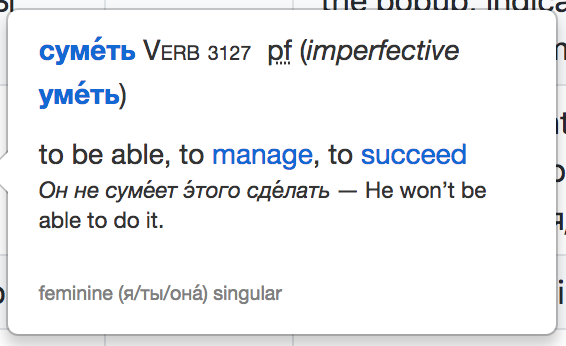 the popup, indica
суме́ть VERB 3127 pf (imperfective
уме́ть)
to be able, to manage, to succeed
Он не суме́ет э́того сде́лать — He won’t be
able to do it.
feminine (я/ты/она́) singular